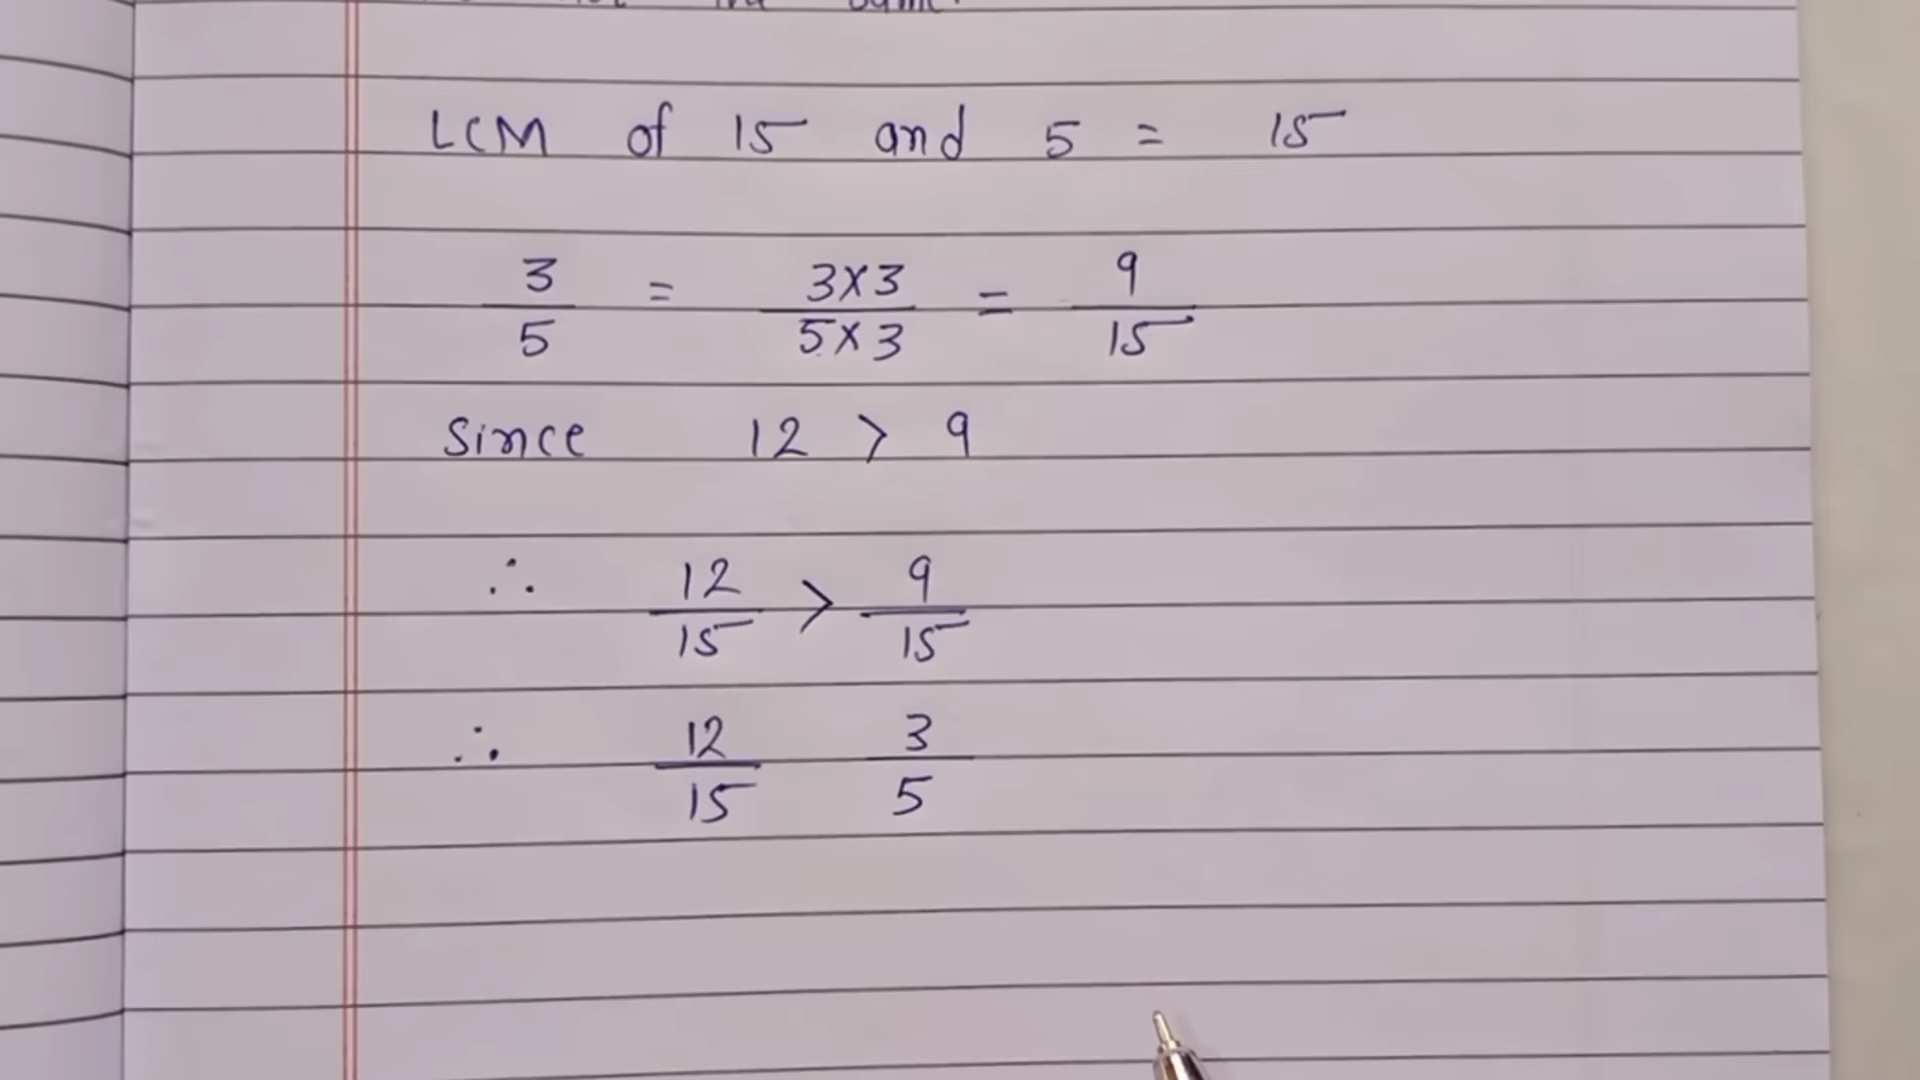 LCM of 15 and 5 = 15
3/5 = 3×3/5×3 = 9/15
Since 12 > 9
∴ 12/15 > 9/15
∴ 12/15 3/5